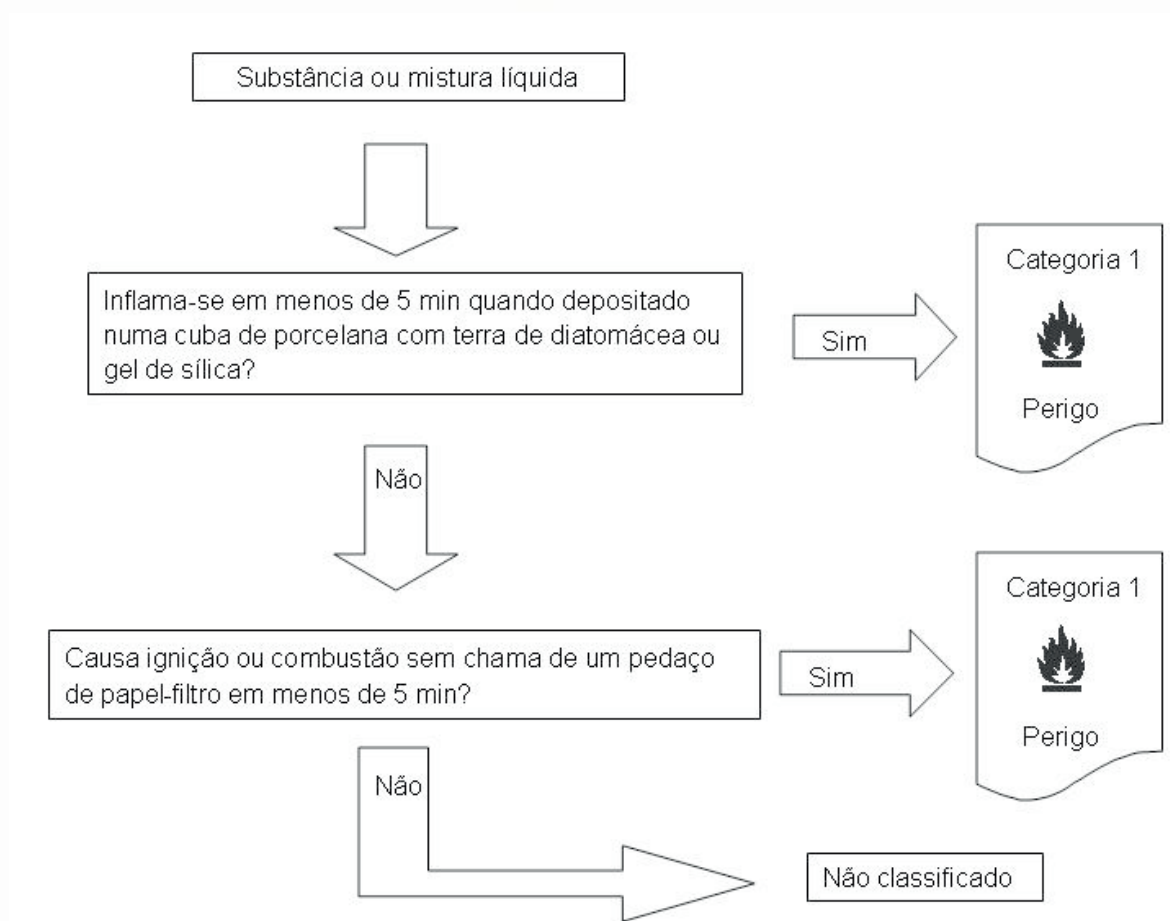 Substância ou mistura líquida
Inflama-se em menos de 5 min quando depositado
numa cuba de porcelana com terra de diatomácea ou
gel de sílica?
Sim
Categoria 1
Perigo
Não
Causa ignição ou combustão sem chama de um pedaço
de papel-filtro em menos de 5 min?
Sim
Categoria 1
Perigo
Não
Não classificado